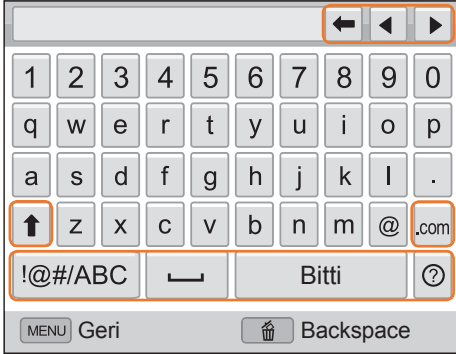 1 2 3 4 5 6 7 8 9 0
q w e r t y u i o p
a s d f g h j k l .
z x c v b n m @ .com
!@#/ABC Bitti ?
MENU Geri Backspace